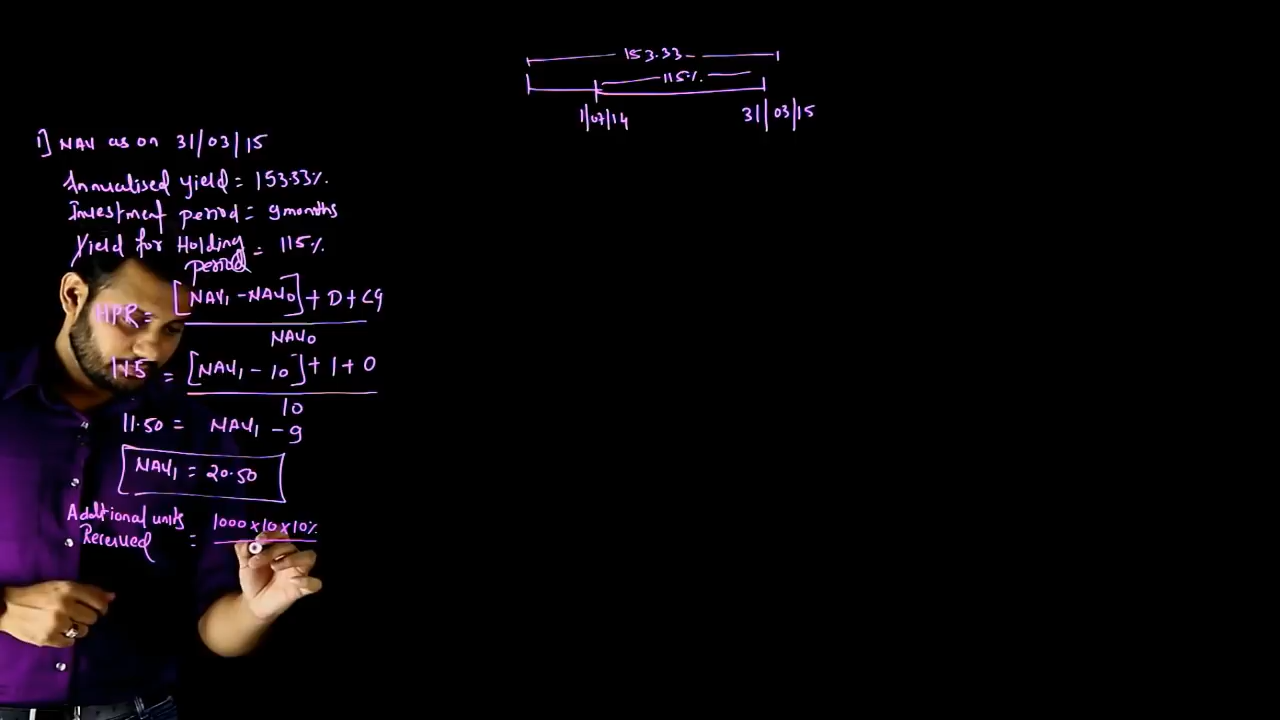 153.33
115%
1/07/14
31/03/15
1] NAV as on 31/03/15
Annualised yield = 153.33%.
Investment period = 9 months
Yield for Holding period = 115%
HPR = [NAV₁ - NAV₀] + D + CG
NAV₀
1.15 = [NAV₁ - 10] + 1 + 0
10
11.50 = NAV₁ - 9
NAV₁ = 20.50
Additional units Received = 1000 × 10 × 10%